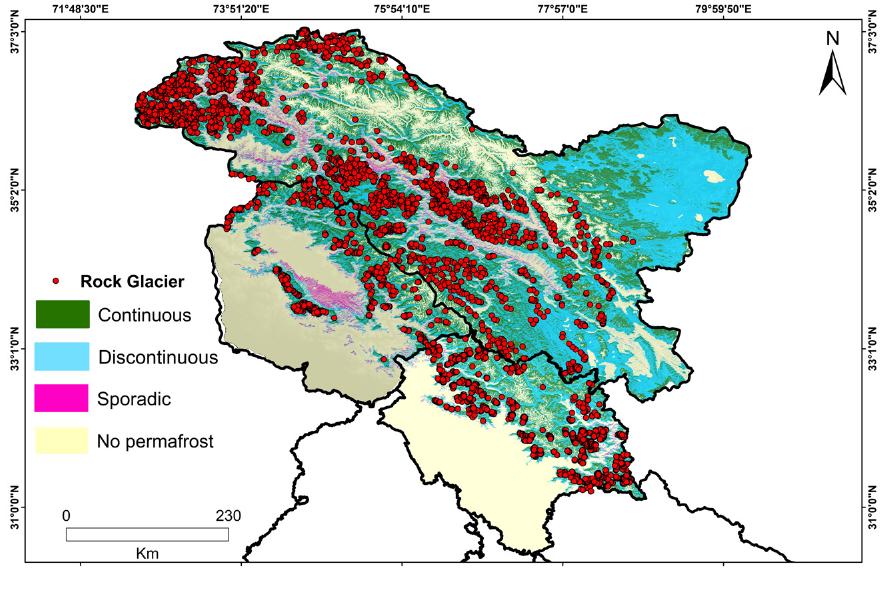 71°48'30"E 73°51'20"E 75°54'10"E 77°57'0"E 79°59'50"E
37°3'0"N 37°3'0"N
N
35°2'0"N 35°2'0"N
Rock Glacier
Continuous
33°1'0"N Discontinuous 33°1'0"N
Sporadic
No permafrost
31°0'0"N 31°0'0"N
0 230
Km